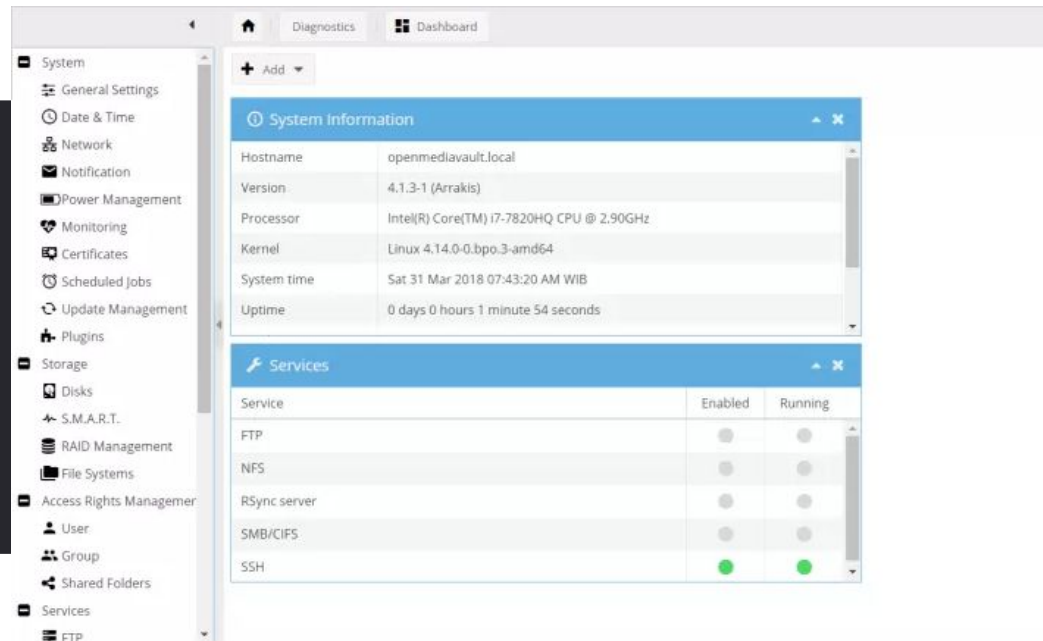 Diagnostics
Dashboard
System
General Settings
Date & Time
Network
Notification
Power Management
Monitoring
Certificates
Scheduled Jobs
Update Management
Plugins
Storage
Disks
S.M.A.R.T.
RAID Management
File Systems
Access Rights Managemer
User
Group
Shared Folders
Services
FTP
Add
System Information
Hostname openmediavault.local
Version 4.1.3-1 (Arrakis)
Processor Intel(R) Core(TM) i7-7820HQ CPU @ 2.90GHz
Kernel Linux 4.14.0-0.bpo.3-amd64
System time Sat 31 Mar 2018 07:43:20 AM WIB
Uptime 0 days 0 hours 1 minute 54 seconds
Services
Service Enabled Running
FTP
NFS
RSync server
SMB/CIFS
SSH